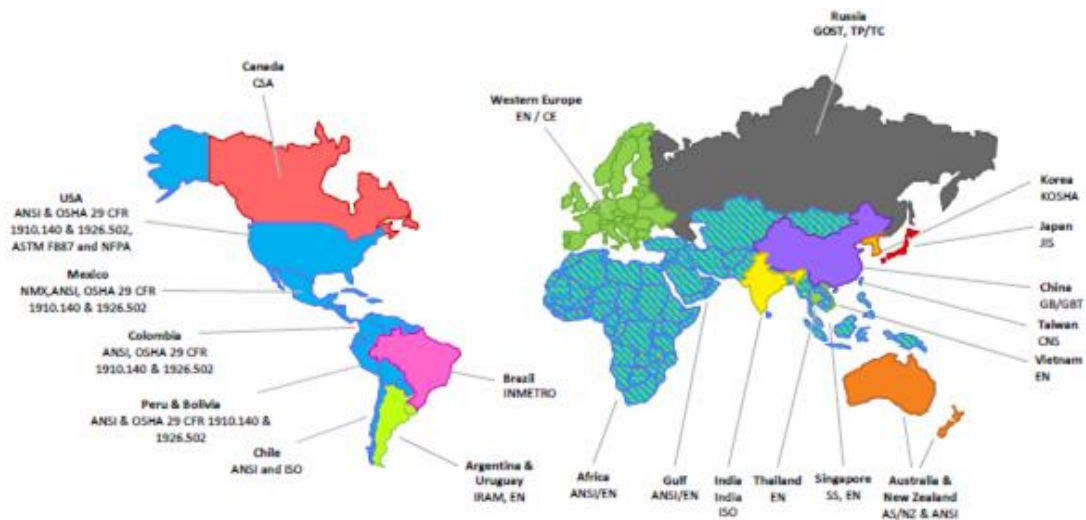 Russia
GOST, TP/TC
Canada
CSA
Western Europe
EN / CE
USA
ANSI & OSHA 29 CFR
1910.140 & 1926.502,
ASTM F887 and NFPA
Mexico
NMX,ANSI, OSHA 29 CFR
1910.140 & 1926.502
Colombia
ANSI, OSHA 29 CFR
1910.140 & 1926.502
Peru & Bolivia
ANSI & OSHA 29 CFR 1910.140 &
1926.502
Chile
ANSI and ISO
Argentina &
Uruguay
IRAM, EN
Brazil
INMETRO
Africa
ANSI/EN
Gulf
ANSI/EN
India
India
ISO
Thailand
EN
Singapore
SS, EN
Australia &
New Zealand
AS/NZ & ANSI
Korea
KOSHA
Japan
JIS
China
GB/GBT
Taiwan
CNS
Vietnam
EN